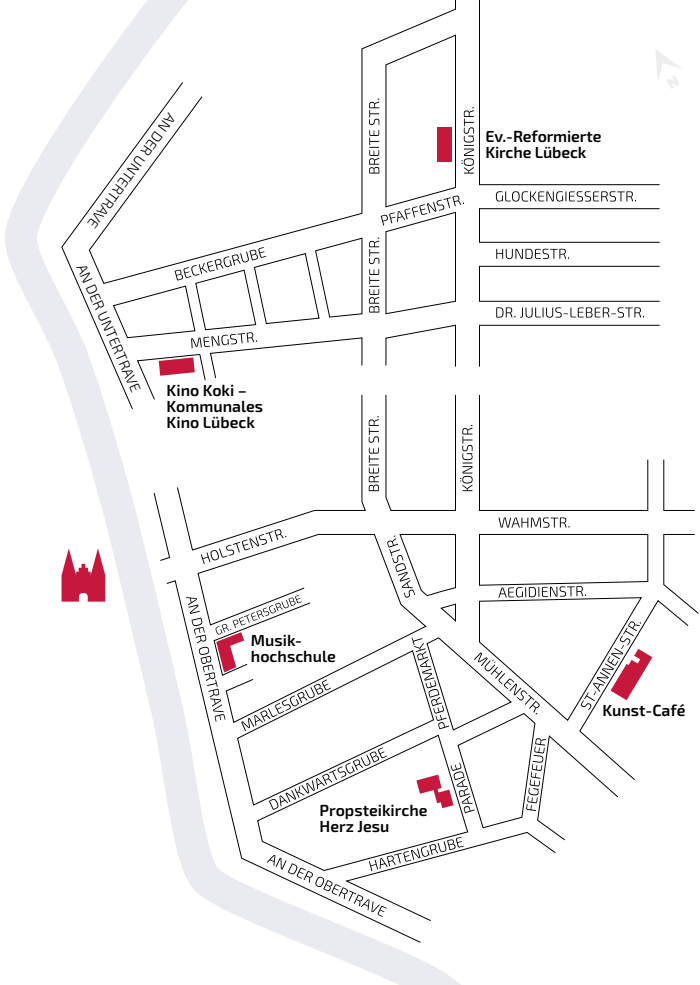 N
AN DER UNTERTRAVE
BREITE STR.
KÖNIGSTR.
Ev.-Reformierte
Kirche Lübeck
PFAFFENSTR.
GLOCKENGIESSERSTR.
BECKERGRUBE
BREITE STR.
HUNDESTR.
AN DER UNTERTRAVE
MENGSTR.
DR. JULIUS-LEBER-STR.
Kino Koki –
Kommunales
Kino Lübeck
BREITE STR.
KÖNIGSTR.
HOLSTENSTR.
WAHMSTR.
SANDSTR.
AEGIDIENSTR.
AN DER OBERTRAVE
GR. PETERSGRUBE
Musik-
hochschule
MARLESGRUBE
PFERDEMARKT
MÜHLENSTR.
ST-ANNEN-STR.
Kunst-Café
DANKWARTSGRUBE
PARADE
FEGEFEUER
Propsteikirche
Herz Jesu
HARTENGRUBE
AN DER OBERTRAVE